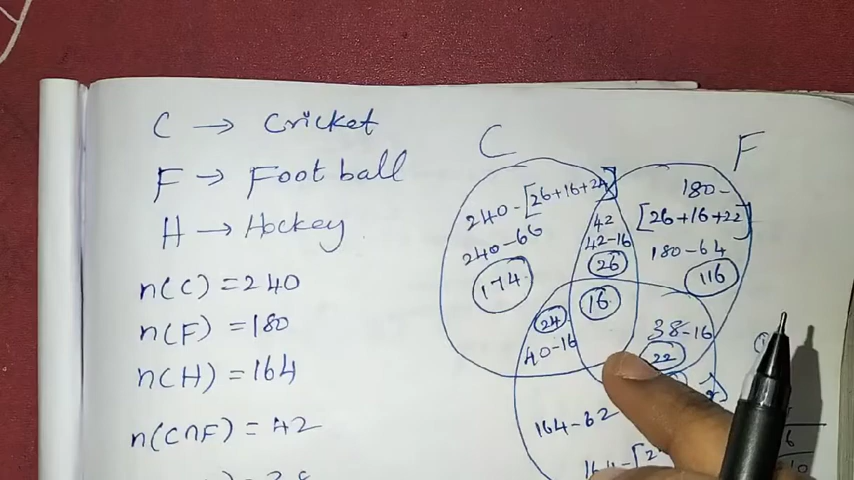 C → Cricket
F → Foot ball
H → Hockey
n(C) = 240
n(F) = 180
n(H) = 164
n(C∩F) = 42
C
F
240-[26+16+24]
240-66
174
42
42-16
26
180-
[26+16+22]
180-64
116
16
24
40-16
38-16
22
164-62